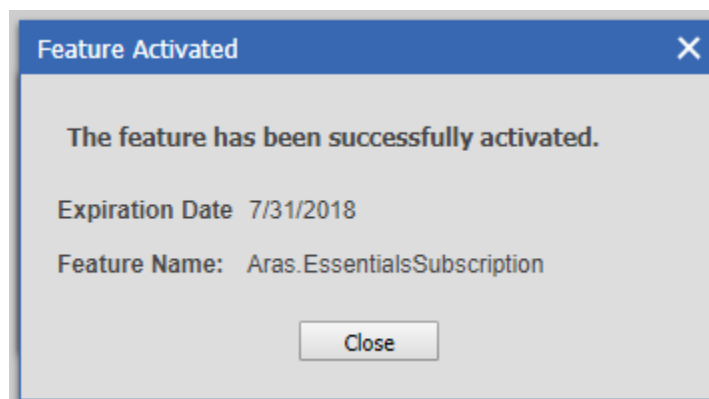 Feature Activated
The feature has been successfully activated.
Expiration Date 7/31/2018
Feature Name: Aras.EssentialsSubscription
Close